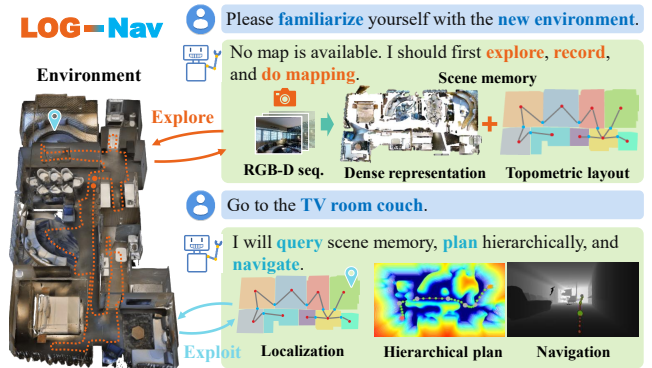 LOG-Nav
Environment
Explore
Exploit
Please familiarize yourself with the new environment.
No map is available. I should first explore, record,
and do mapping.
Scene memory
RGB-D seq.
Dense representation
Topometric layout
Go to the TV room couch.
I will query scene memory, plan hierarchically, and
navigate.
Localization
Hierarchical plan
Navigation